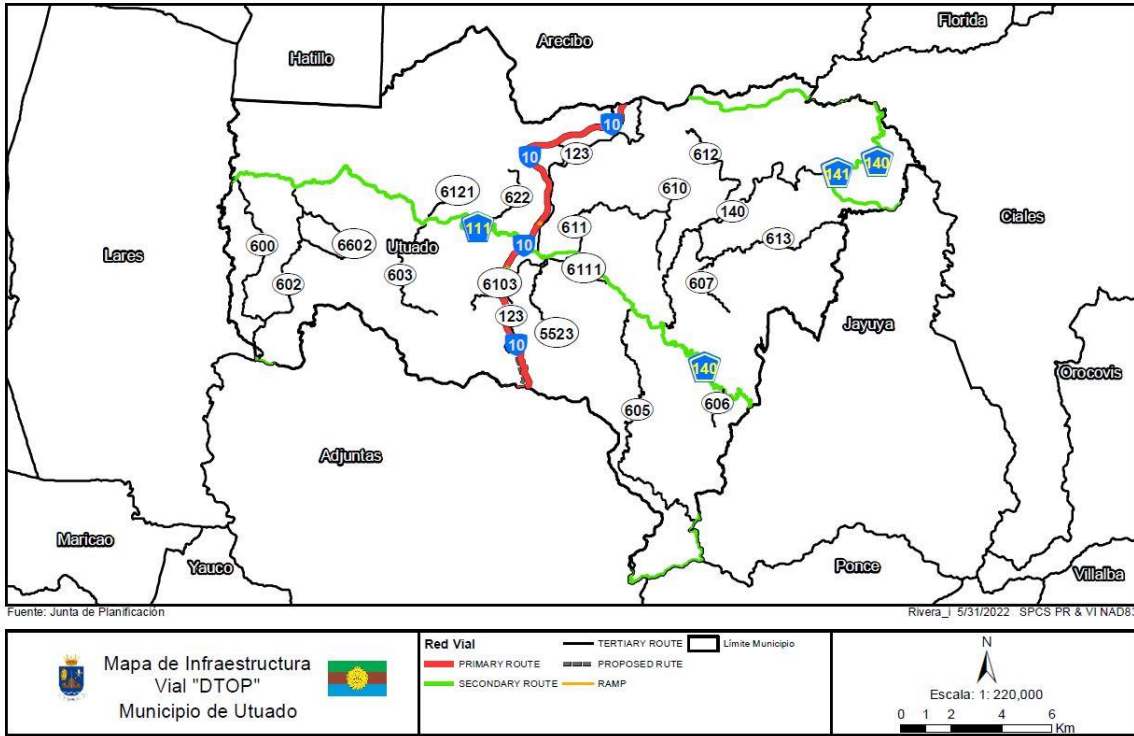 Florida
Arecibo
Hatillo
10
10
123
612
141
140
6121
622
610
140
Ciales
111
611
613
600
6602
Utuado
10
Lares
602
603
6103
6111
607
123
5523
Jayuya
10
140
Orocovis
605
606
Adjuntas
Maricao
Yauco
Ponce
Villalba
Fuente: Junta de Planificación
Rivera_i 5/31/2022 SPCS PR & VI NAD83
Mapa de Infraestructura
Vial "DTOP"
Municipio de Utuado
Red Vial
PRIMARY ROUTE
SECONDARY ROUTE
TERTIARY ROUTE
PROPOSED RUTE
RAMP
Límite Municipio
N
Escala: 1: 220,000
0 1 2 4 6
Km